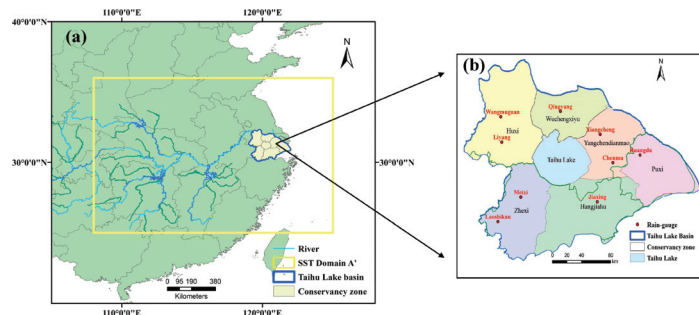 110°0'0"E
120°0'0"E
40°0'0"N
(a)
N
30°0'0"N
30°0'0"N
River
SST Domain A'
Taihu Lake basin
Conservancy zone
0 95 190 380
Kilometers
110°0'0"E
120°0'0"E
(b)
N
Qingyang
Wuchengxiyu
Wangmuguan
Huxi
Liyang
Xiangcheng
Yangchendianmao
Taihu Lake
Chenmu
Huangdu
Puxi
Meixi
Zhexi
Jiaxing
Hangjiahu
Laoshikan
Rain-gauge
Taihu Lake Basin
Conservancy zone
Taihu Lake
0 20 40 80
km